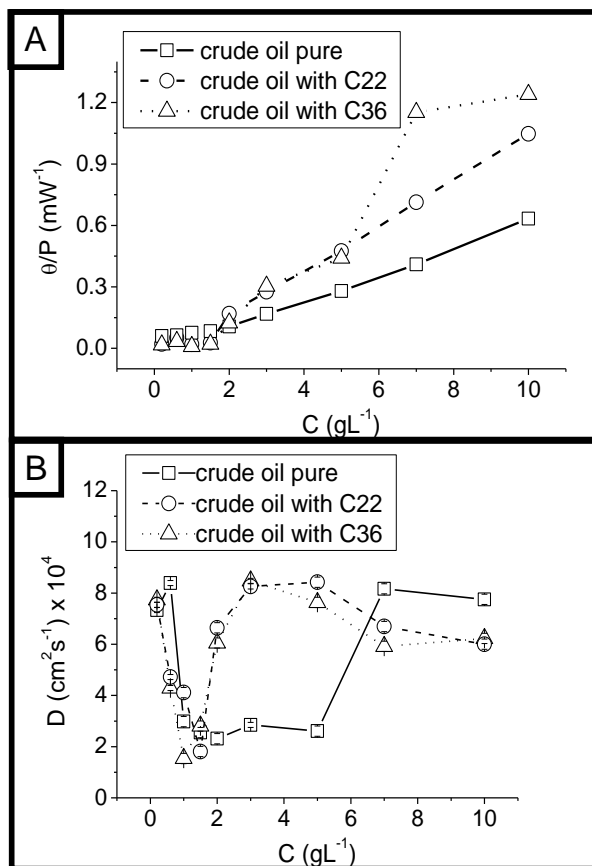 A
crude oil pure
crude oil with C22
crude oil with C36
1.2
0.9
0.6
0.3
0.0
θ/P (mW⁻¹)
0 2 4 6 8 10
C (gL⁻¹)
B
crude oil pure
crude oil with C22
crude oil with C36
12
10
8
6
4
2
0
D (cm²s⁻¹) x 10⁴
0 2 4 6 8 10
C (gL⁻¹)